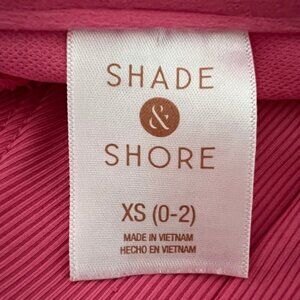 SHADE
&
SHORE
XS (0-2)
MADE IN VIETNAM
HECHO EN VIETNAM